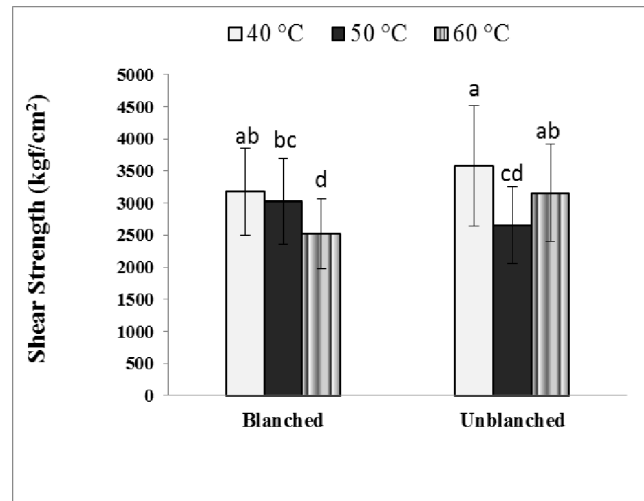 40 °C 50 °C 60 °C
Shear Strength (kgf/cm²)
5000
4500
4000
3500
3000
2500
2000
1500
1000
500
0
ab
bc
d
a
cd
ab
Blanched
Unblanched